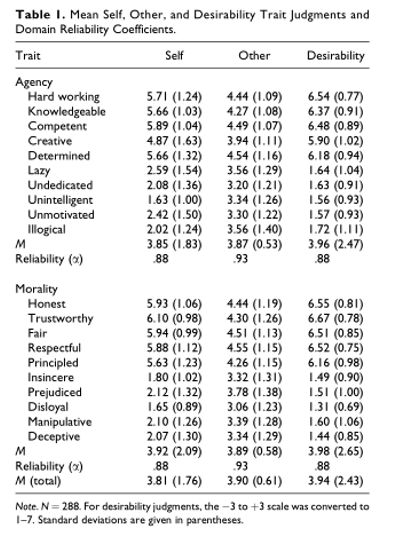 Table 1. Mean Self, Other, and Desirability Trait Judgments and
Domain Reliability Coefficients.
Trait Self Other Desirability
Agency
Hard working 5.71 (1.24) 4.44 (1.09) 6.54 (0.77)
Knowledgeable 5.66 (1.03) 4.27 (1.08) 6.37 (0.91)
Competent 5.89 (1.04) 4.49 (1.07) 6.48 (0.89)
Creative 4.87 (1.63) 3.94 (1.11) 5.90 (1.02)
Determined 5.66 (1.32) 4.54 (1.16) 6.18 (0.94)
Lazy 2.59 (1.54) 3.56 (1.29) 1.64 (1.04)
Undedicated 2.08 (1.36) 3.20 (1.21) 1.63 (0.91)
Unintelligent 1.63 (1.00) 3.34 (1.26) 1.56 (0.93)
Unmotivated 2.42 (1.50) 3.30 (1.22) 1.57 (0.93)
Illogical 2.02 (1.24) 3.56 (1.40) 1.72 (1.11)
M 3.85 (1.83) 3.87 (0.53) 3.96 (2.47)
Reliability (α) .88 .93 .88
Morality
Honest 5.93 (1.06) 4.44 (1.19) 6.55 (0.81)
Trustworthy 6.10 (0.98) 4.30 (1.26) 6.67 (0.78)
Fair 5.94 (0.99) 4.51 (1.13) 6.51 (0.85)
Respectful 5.88 (1.12) 4.55 (1.15) 6.52 (0.75)
Principled 5.63 (1.23) 4.26 (1.15) 6.16 (0.98)
Insincere 1.80 (1.02) 3.32 (1.31) 1.49 (0.90)
Prejudiced 2.12 (1.32) 3.78 (1.38) 1.51 (1.00)
Disloyal 1.65 (0.89) 3.06 (1.23) 1.31 (0.69)
Manipulative 2.10 (1.26) 3.39 (1.28) 1.60 (1.06)
Deceptive 2.07 (1.30) 3.34 (1.29) 1.44 (0.85)
M 3.92 (2.09) 3.89 (0.58) 3.98 (2.65)
Reliability (α) .88 .93 .88
M (total) 3.81 (1.76) 3.90 (0.61) 3.94 (2.43)
Note. N = 288. For desirability judgments, the −3 to +3 scale was converted to
1–7. Standard deviations are given in parentheses.